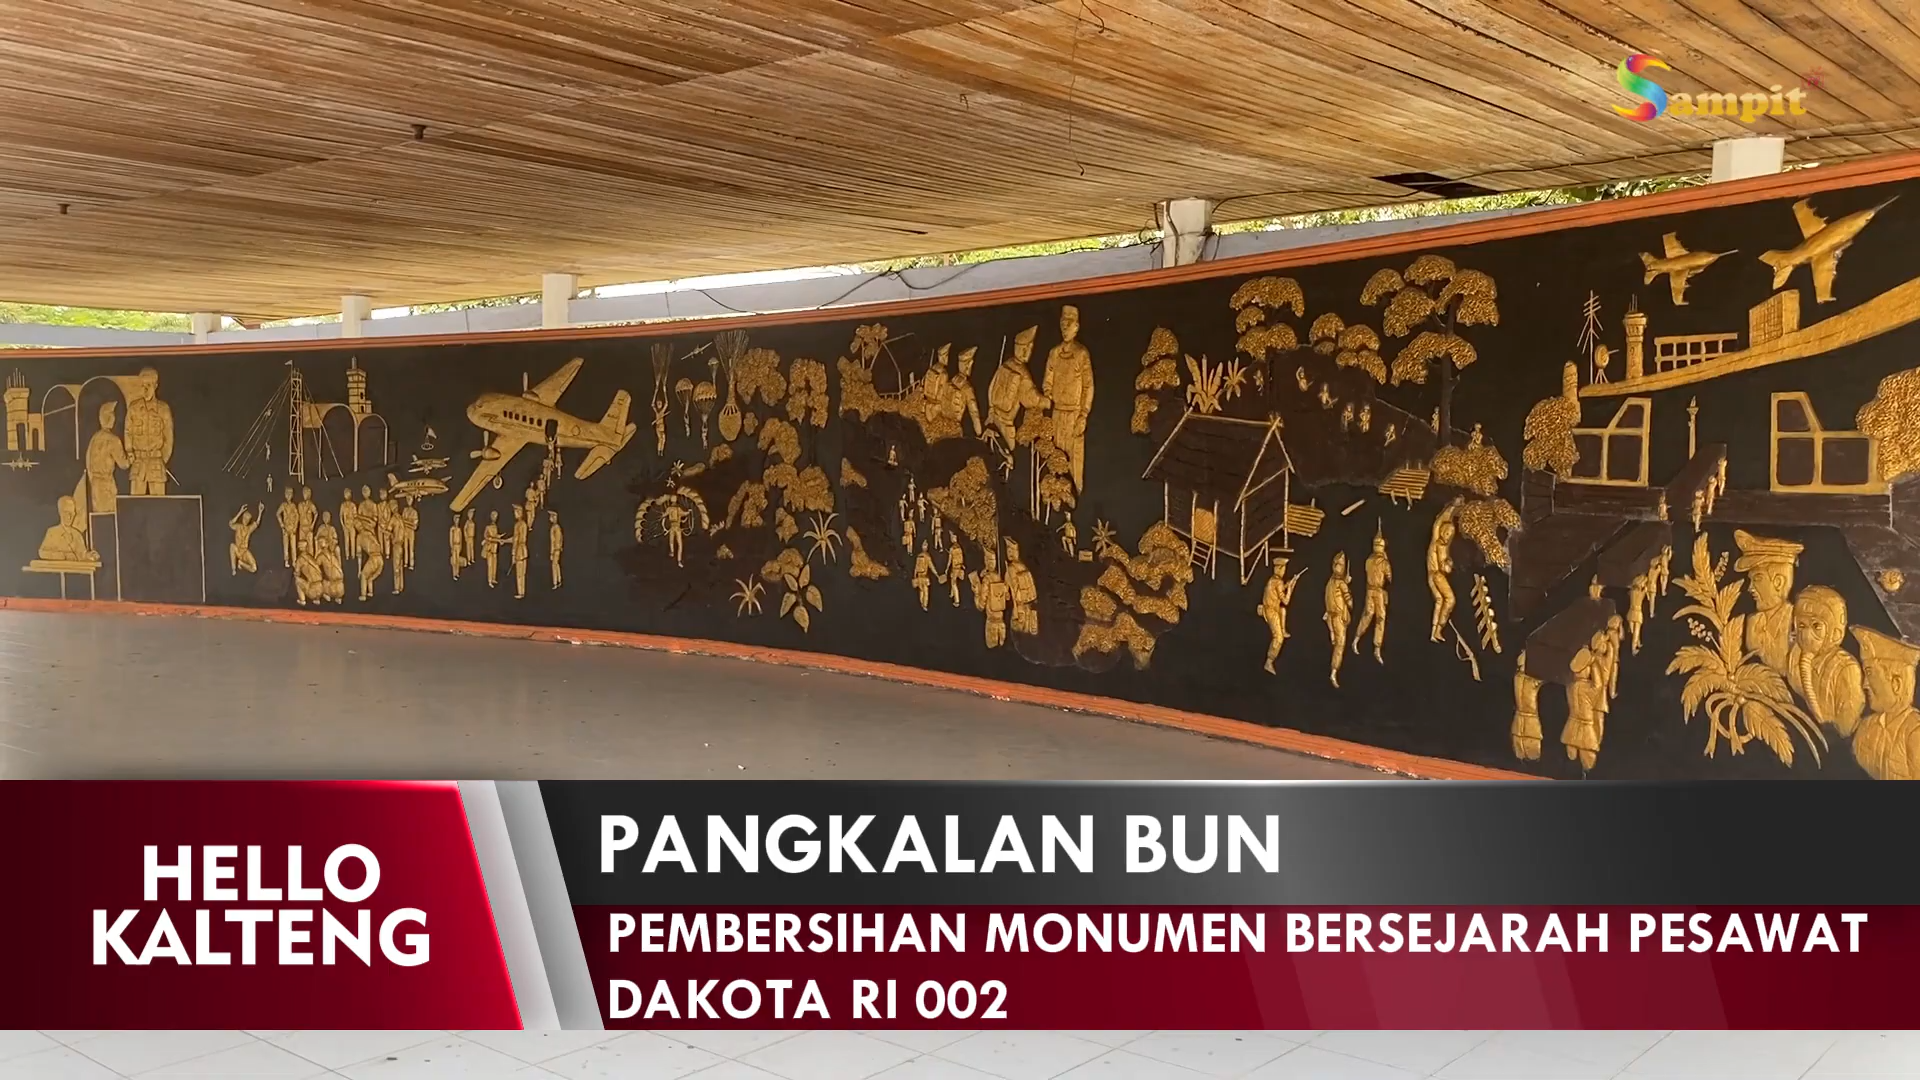 Sampit
PANGKALAN BUN
HELLO
KALTENG
PEMBERSIHAN MONUMEN BERSEJARAH PESAWAT
DAKOTA RI 002